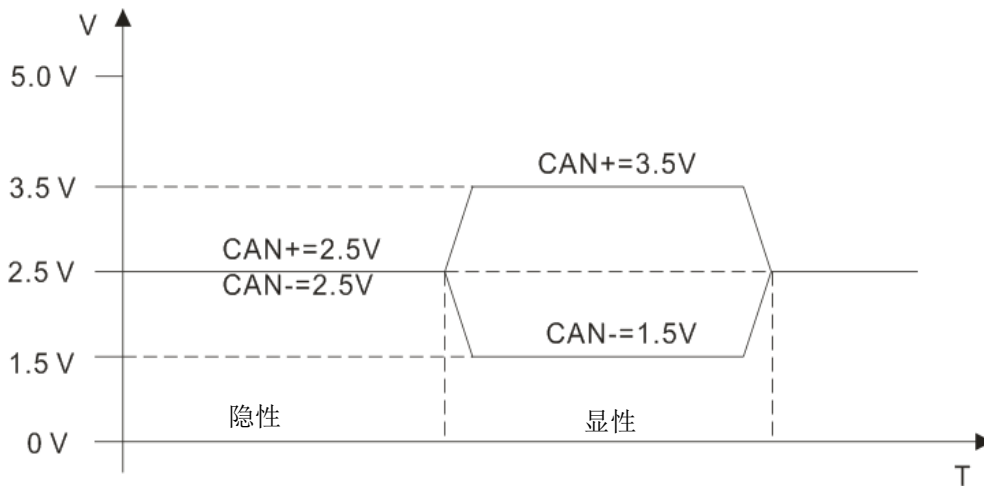 V
5.0 V
CAN+=3.5V
3.5 V
CAN+=2.5V
2.5 V
CAN-=2.5V
CAN-=1.5V
1.5 V
隐性
显性
0 V
T